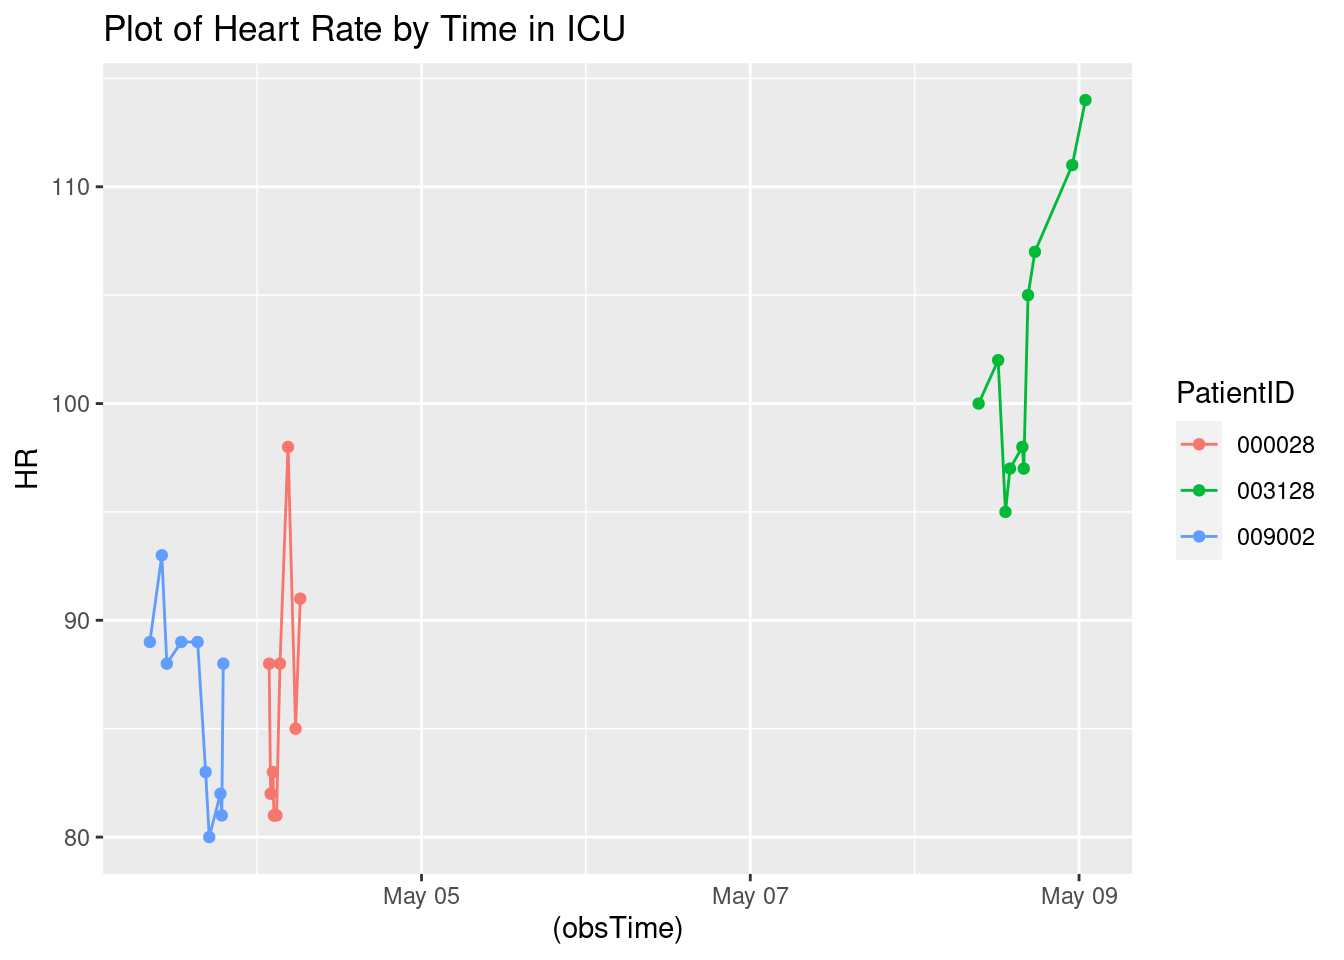 Plot of Heart Rate by Time in ICU
HR
110
100
90
80
May 05
May 07
May 09
(obsTime)
PatientID
000028
003128
009002